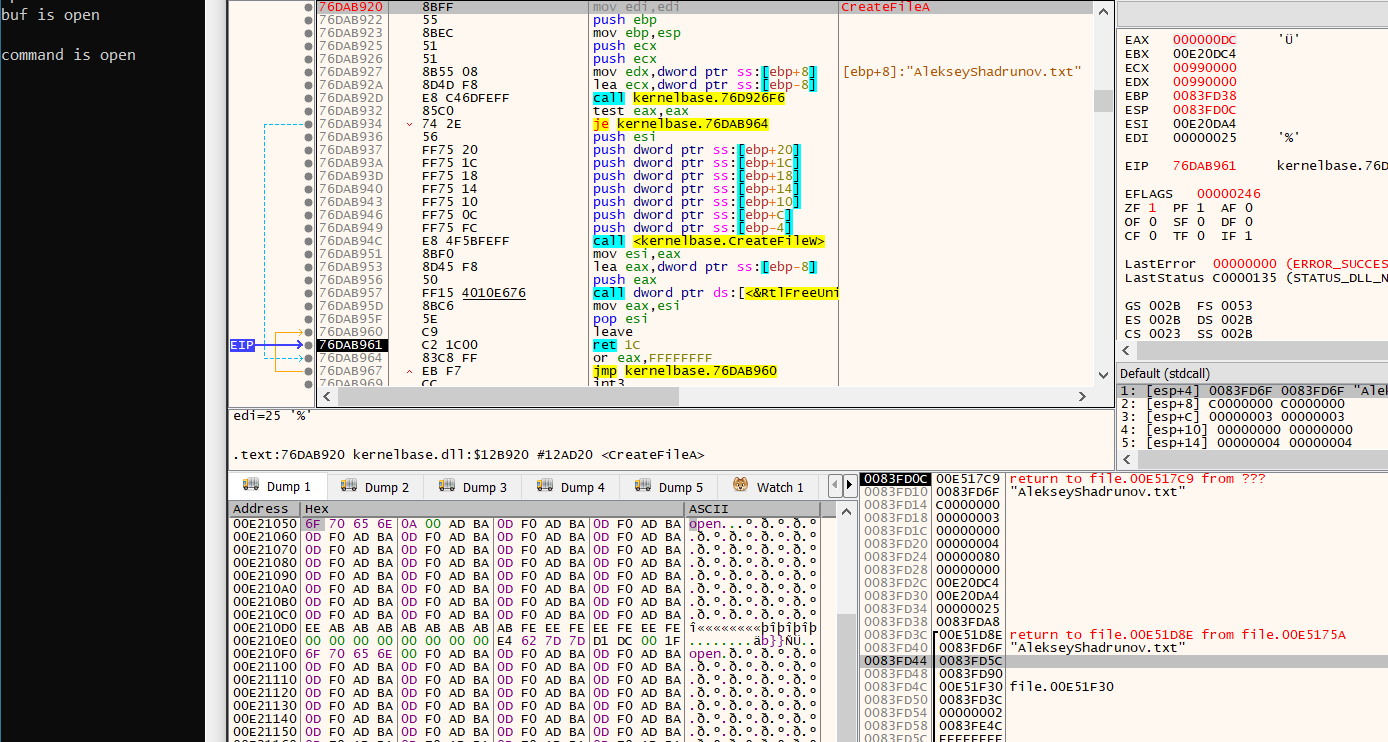 buf is open
command is open
76DAB920 8BFF mov edi,edi CreateFileA
76DAB922 55 push ebp
76DAB923 8BEC mov ebp,esp
76DAB925 51 push ecx
76DAB926 51 push ecx
76DAB927 8B55 08 mov edx,dword ptr ss:[ebp+8] [ebp+8]:"AlekseyShadrunov.txt"
76DAB92A 8D4D F8 lea ecx,dword ptr ss:[ebp-8]
76DAB92D E8 C46DFEFF call kernelbase.76D926F6
76DAB932 85C0 test eax,eax
76DAB934 74 2E je kernelbase.76DAB964
76DAB936 56 push esi
76DAB937 FF75 20 push dword ptr ss:[ebp+20]
76DAB93A FF75 1C push dword ptr ss:[ebp+1C]
76DAB93D FF75 18 push dword ptr ss:[ebp+18]
76DAB940 FF75 14 push dword ptr ss:[ebp+14]
76DAB943 FF75 10 push dword ptr ss:[ebp+10]
76DAB946 FF75 0C push dword ptr ss:[ebp+C]
76DAB949 FF75 FC push dword ptr ss:[ebp-4]
76DAB94C E8 4F5BFEFF call <kernelbase.CreateFileW>
76DAB951 8BF0 mov esi,eax
76DAB953 8D45 F8 lea eax,dword ptr ss:[ebp-8]
76DAB956 50 push eax
76DAB957 FF15 4010E676 call dword ptr ds:[<&RtlFreeUni
76DAB95D 8BC6 mov eax,esi
76DAB95F 5E pop esi
76DAB960 C9 leave
EIP 76DAB961 C2 1C00 ret 1C
76DAB964 83C8 FF or eax,FFFFFFFF
76DAB967 EB F7 jmp kernelbase.76DAB960
76DAB969 CC int3
edi=25 '%'
.text:76DAB920 kernelbase.dll:$12B920 #12AD20 <CreateFileA>
EAX 000000DC 'Ü'
EBX 00E20DC4
ECX 00990000
EDX 00990000
EBP 0083FD38
ESP 0083FD0C
ESI 00E20DA4
EDI 00000025 '%'
EIP 76DAB961 kernelbase.76D
EFLAGS 00000246
ZF 1 PF 1 AF 0
OF 0 SF 0 DF 0
CF 0 TF 0 IF 1
LastError 00000000 (ERROR_SUCCES
LastStatus C0000135 (STATUS_DLL_N
GS 002B FS 0053
ES 002B DS 002B
CS 0023 SS 002B
Default (stdcall)
1: [esp+4] 0083FD6F 0083FD6F "Alek
2: [esp+8] C0000000 C0000000
3: [esp+C] 00000003 00000003
4: [esp+10] 00000000 00000000
5: [esp+14] 00000004 00000004
Dump 1 Dump 2 Dump 3 Dump 4 Dump 5 Watch 1
Address Hex ASCII
00E21050 6F 70 65 6E 0A 00 AD BA 0D F0 AD BA 0D F0 AD BA open...º.ð.º.ð.º
00E21060 0D F0 AD BA 0D F0 AD BA 0D F0 AD BA 0D F0 AD BA .ð.º.ð.º.ð.º.ð.º
00E21070 0D F0 AD BA 0D F0 AD BA 0D F0 AD BA 0D F0 AD BA .ð.º.ð.º.ð.º.ð.º
00E21080 0D F0 AD BA 0D F0 AD BA 0D F0 AD BA 0D F0 AD BA .ð.º.ð.º.ð.º.ð.º
00E21090 0D F0 AD BA 0D F0 AD BA 0D F0 AD BA 0D F0 AD BA .ð.º.ð.º.ð.º.ð.º
00E210A0 0D F0 AD BA 0D F0 AD BA 0D F0 AD BA 0D F0 AD BA .ð.º.ð.º.ð.º.ð.º
00E210B0 0D F0 AD BA 0D F0 AD BA 0D F0 AD BA 0D F0 AD BA .ð.º.ð.º.ð.º.ð.º
00E210C0 0D F0 AD BA 0D F0 AD BA 0D F0 AD BA 0D F0 AD BA .ð.º.ð.º.ð.º.ð.º
00E210D0 EE AB AB AB AB AB AB AB AB FE EE FE EE FE EE FE î««««««««þîþîþîþ
00E210E0 00 00 00 00 00 00 00 00 E4 62 7D 7D D1 DC 00 1F ........äb}}ÑÜ..
00E210F0 6F 70 65 6E 00 F0 AD BA 0D F0 AD BA 0D F0 AD BA open.ð.º.ð.º.ð.º
00E21100 0D F0 AD BA 0D F0 AD BA 0D F0 AD BA 0D F0 AD BA .ð.º.ð.º.ð.º.ð.º
00E21110 0D F0 AD BA 0D F0 AD BA 0D F0 AD BA 0D F0 AD BA .ð.º.ð.º.ð.º.ð.º
00E21120 0D F0 AD BA 0D F0 AD BA 0D F0 AD BA 0D F0 AD BA .ð.º.ð.º.ð.º.ð.º
00E21130 0D F0 AD BA 0D F0 AD BA 0D F0 AD BA 0D F0 AD BA .ð.º.ð.º.ð.º.ð.º
00E21140 0D F0 AD BA 0D F0 AD BA 0D F0 AD BA 0D F0 AD BA .ð.º.ð.º.ð.º.ð.º
00E21150 0D F0 AD BA 0D F0 AD BA 0D F0 AD BA 0D F0 AD BA .ð.º.ð.º.ð.º.ð.º
0083FD0C 00E517C9 return to file.00E517C9 from ???
0083FD10 0083FD6F "AlekseyShadrunov.txt"
0083FD14 C0000000
0083FD18 00000003
0083FD1C 00000000
0083FD20 00000004
0083FD24 00000080
0083FD28 00000000
0083FD2C 00E20DC4
0083FD30 00E20DA4
0083FD34 00000025
0083FD38 0083FDA8
0083FD3C 00E51D8E return to file.00E51D8E from file.00E5175A
0083FD40 0083FD6F "AlekseyShadrunov.txt"
0083FD44 0083FD5C
0083FD48 0083FD90
0083FD4C 00E51F30 file.00E51F30
0083FD50 0083FD3C
0083FD54 00000002
0083FD58 0083FE4C
0083FD5C FFFFFFFF